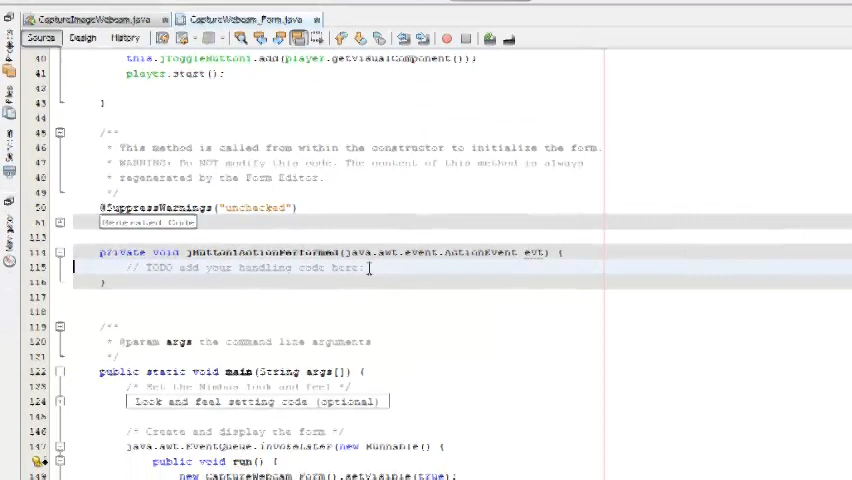 CaptureImageWebcam.java CaptureWebcam_Form.java
Source Design History
40 this.jToggleButton1.add(player.getVisualComponent());
41 player.start();
42
43 }
44
45 /**
46 * This method is called from within the constructor to initialize the form.
47 * WARNING: Do NOT modify this code. The content of this method is always
48 * regenerated by the Form Editor.
49 */
50 @SuppressWarnings("unchecked")
51 Generated Code
113
114 private void jButton1ActionPerformed(java.awt.event.ActionEvent evt) {
115 // TODO add your handling code here:
116 }
117
118
119 /**
120 * @param args the command line arguments
121 */
122 public static void main(String args[]) {
123 /* Set the Nimbus look and feel */
124 Look and feel setting code (optional)
145
146 /* Create and display the form */
147 java.awt.EventQueue.invokeLater(new Runnable() {
public void run() {
149 new CaptureWebcam_Form().setVisible(true);